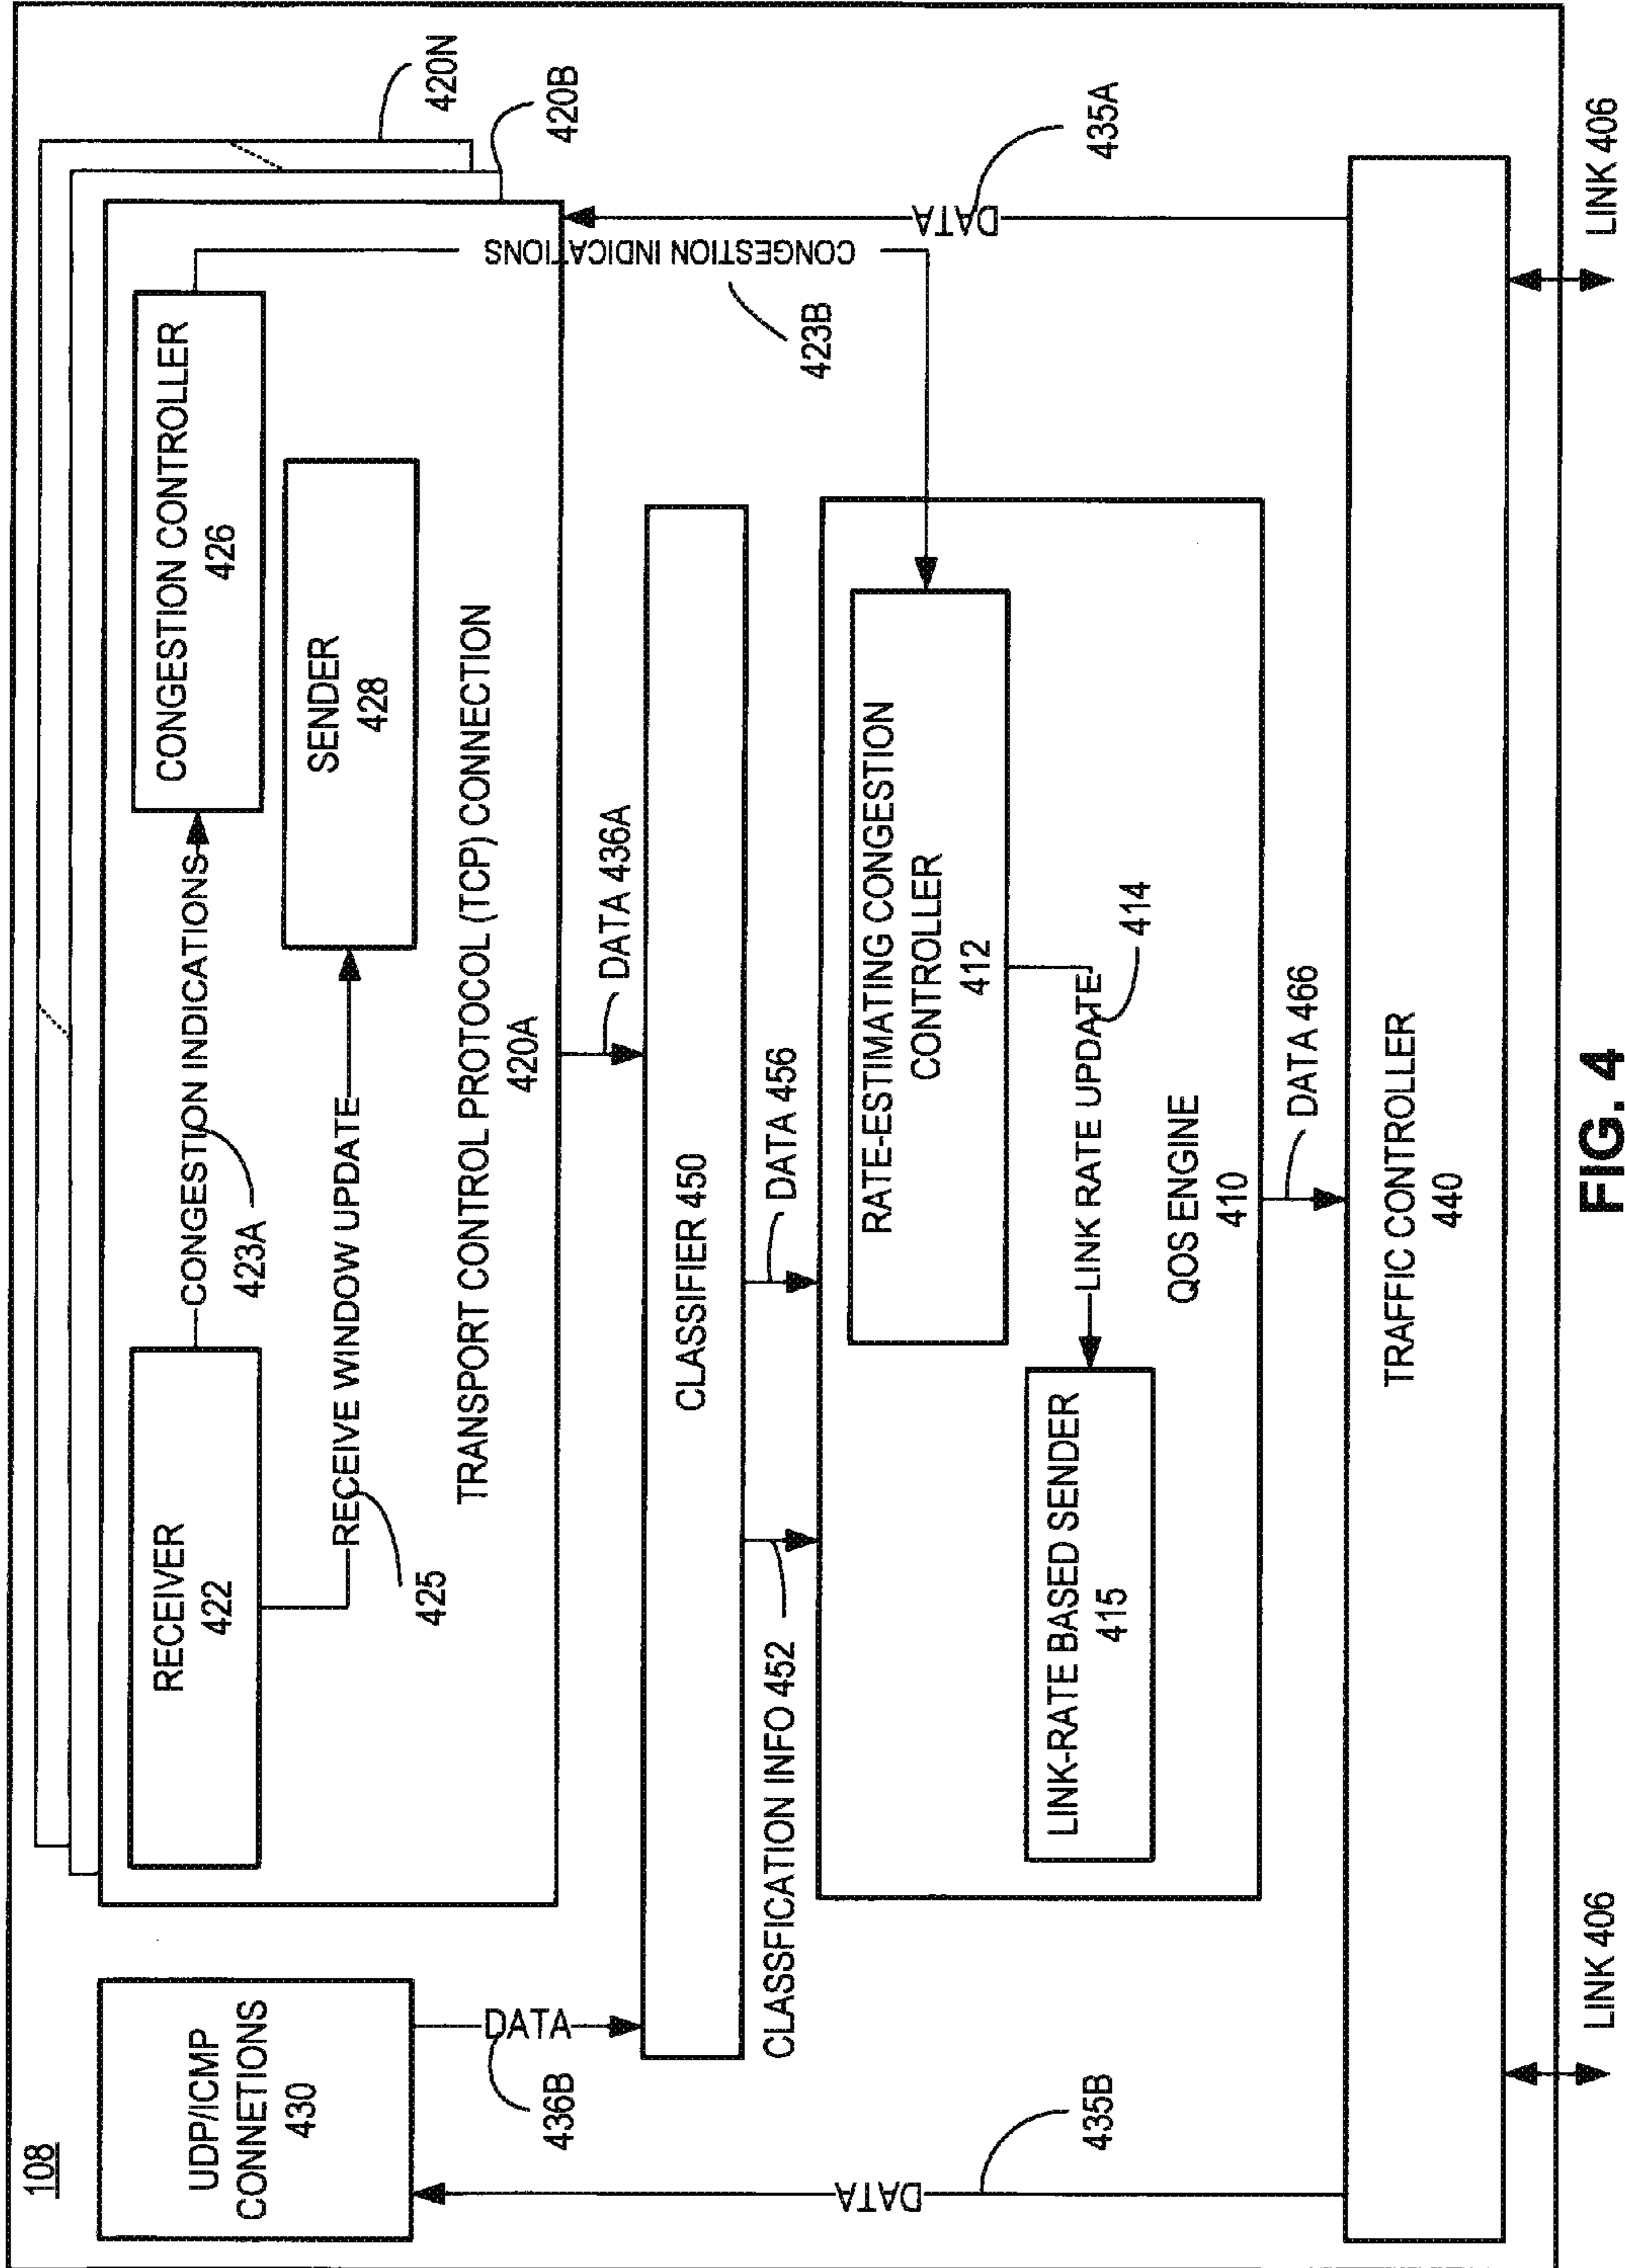 108
UDP/ICMP
CONNETIONS
430
RECEIVER
422
CONGESTION INDICATIONS
423A
CONGESTION CONTROLLER
426
RECEIVE WINDOW UPDATE
425
SENDER
428
TRANSPORT CONTROL PROTOCOL (TCP) CONNECTION
420A
420B
420N
DATA
436B
DATA 436A
CONGESTION INDICATIONS
423B
CLASSIFIER 450
CLASSFICATION INFO 452
DATA 456
RATE-ESTIMATING CONGESTION
CONTROLLER
412
LINK RATE UPDATE
414
LINK-RATE BASED SENDER
415
QOS ENGINE
410
DATA
435B
DATA 466
DATA
435A
TRAFFIC CONTROLLER
440
LINK 406
LINK 406
FIG. 4